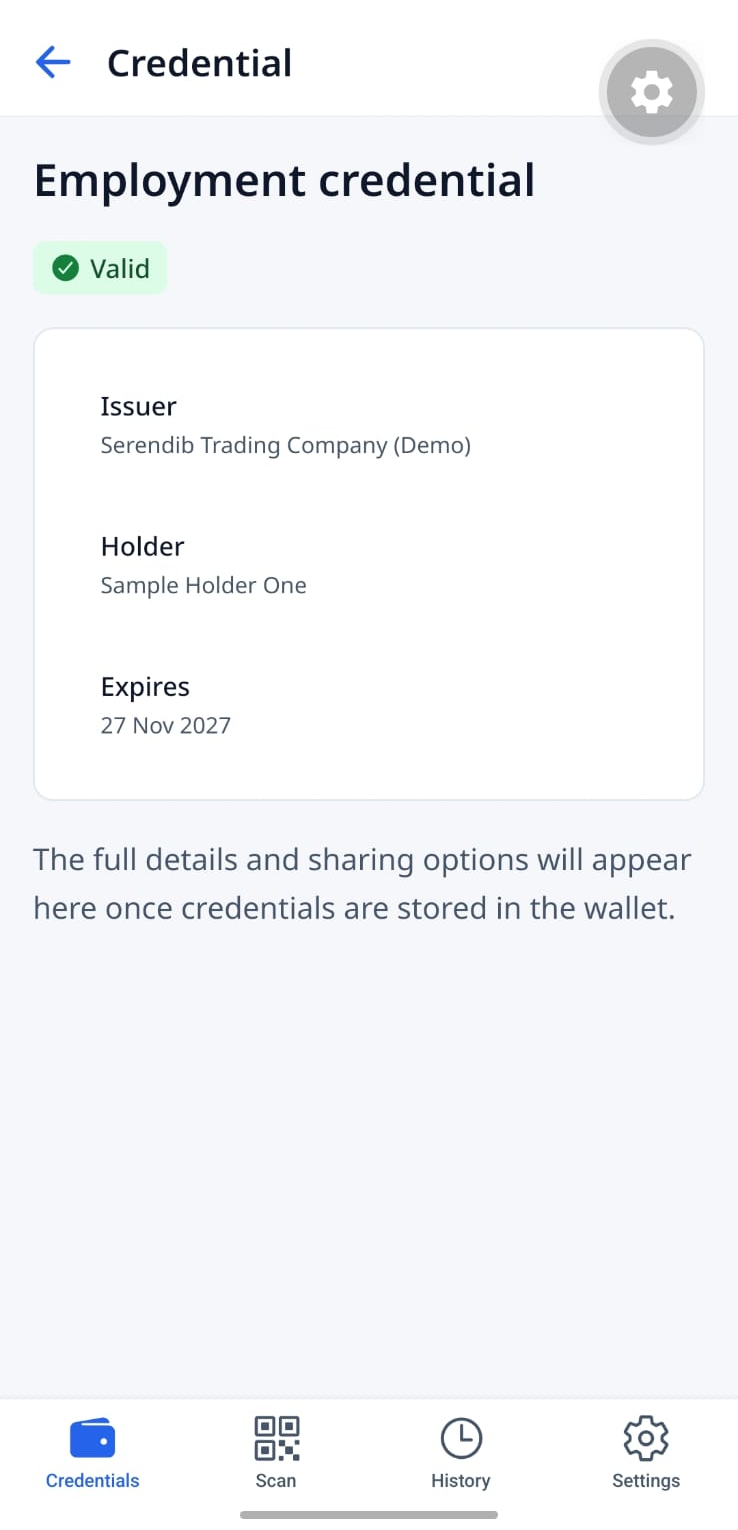 Credential
Employment credential
Valid
Issuer
Serendib Trading Company (Demo)
Holder
Sample Holder One
Expires
27 Nov 2027
The full details and sharing options will appear
here once credentials are stored in the wallet.
Credentials
Scan
History
Settings